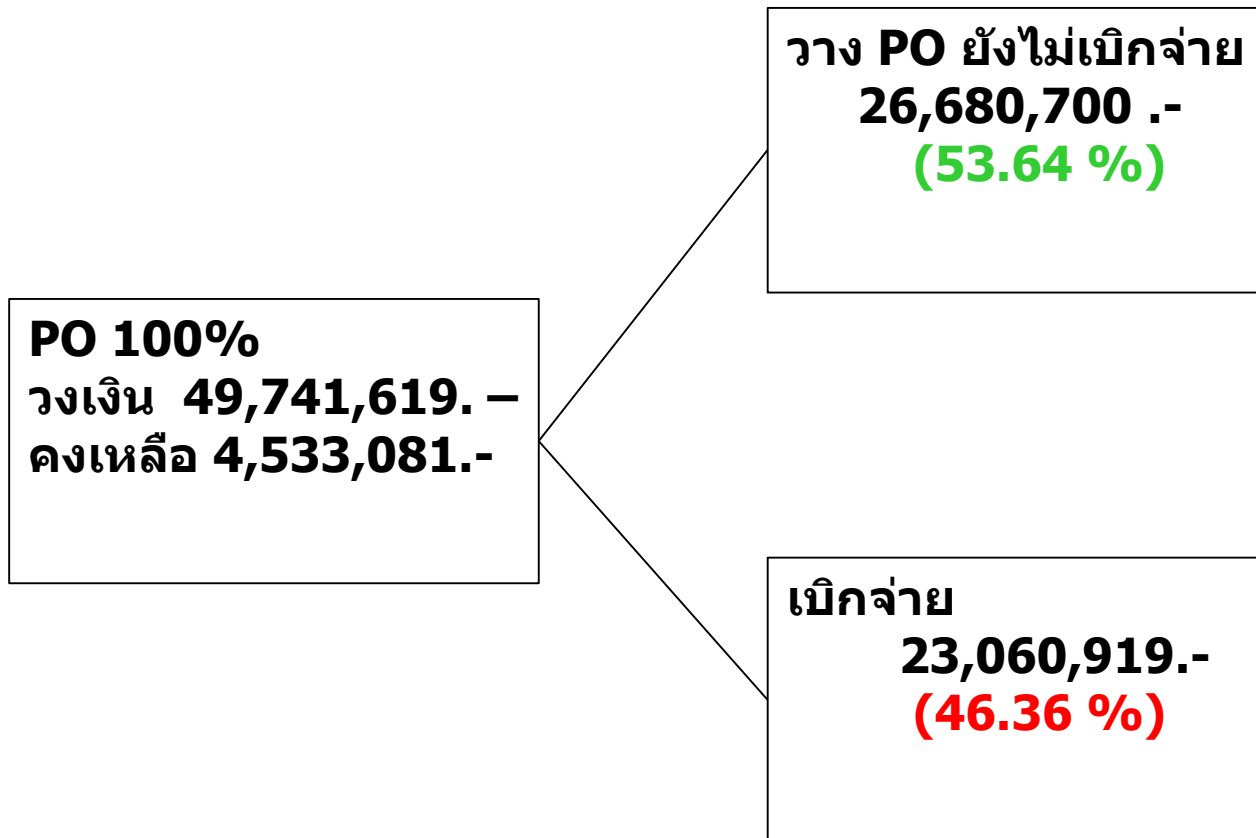 วาง PO ยังไม่เบิกจ่าย
26,680,700 .-
(53.64 %)
PO 100%
วงเงิน 49,741,619. –
คงเหลือ 4,533,081.-
เบิกจ่าย
23,060,919.-
(46.36 %)